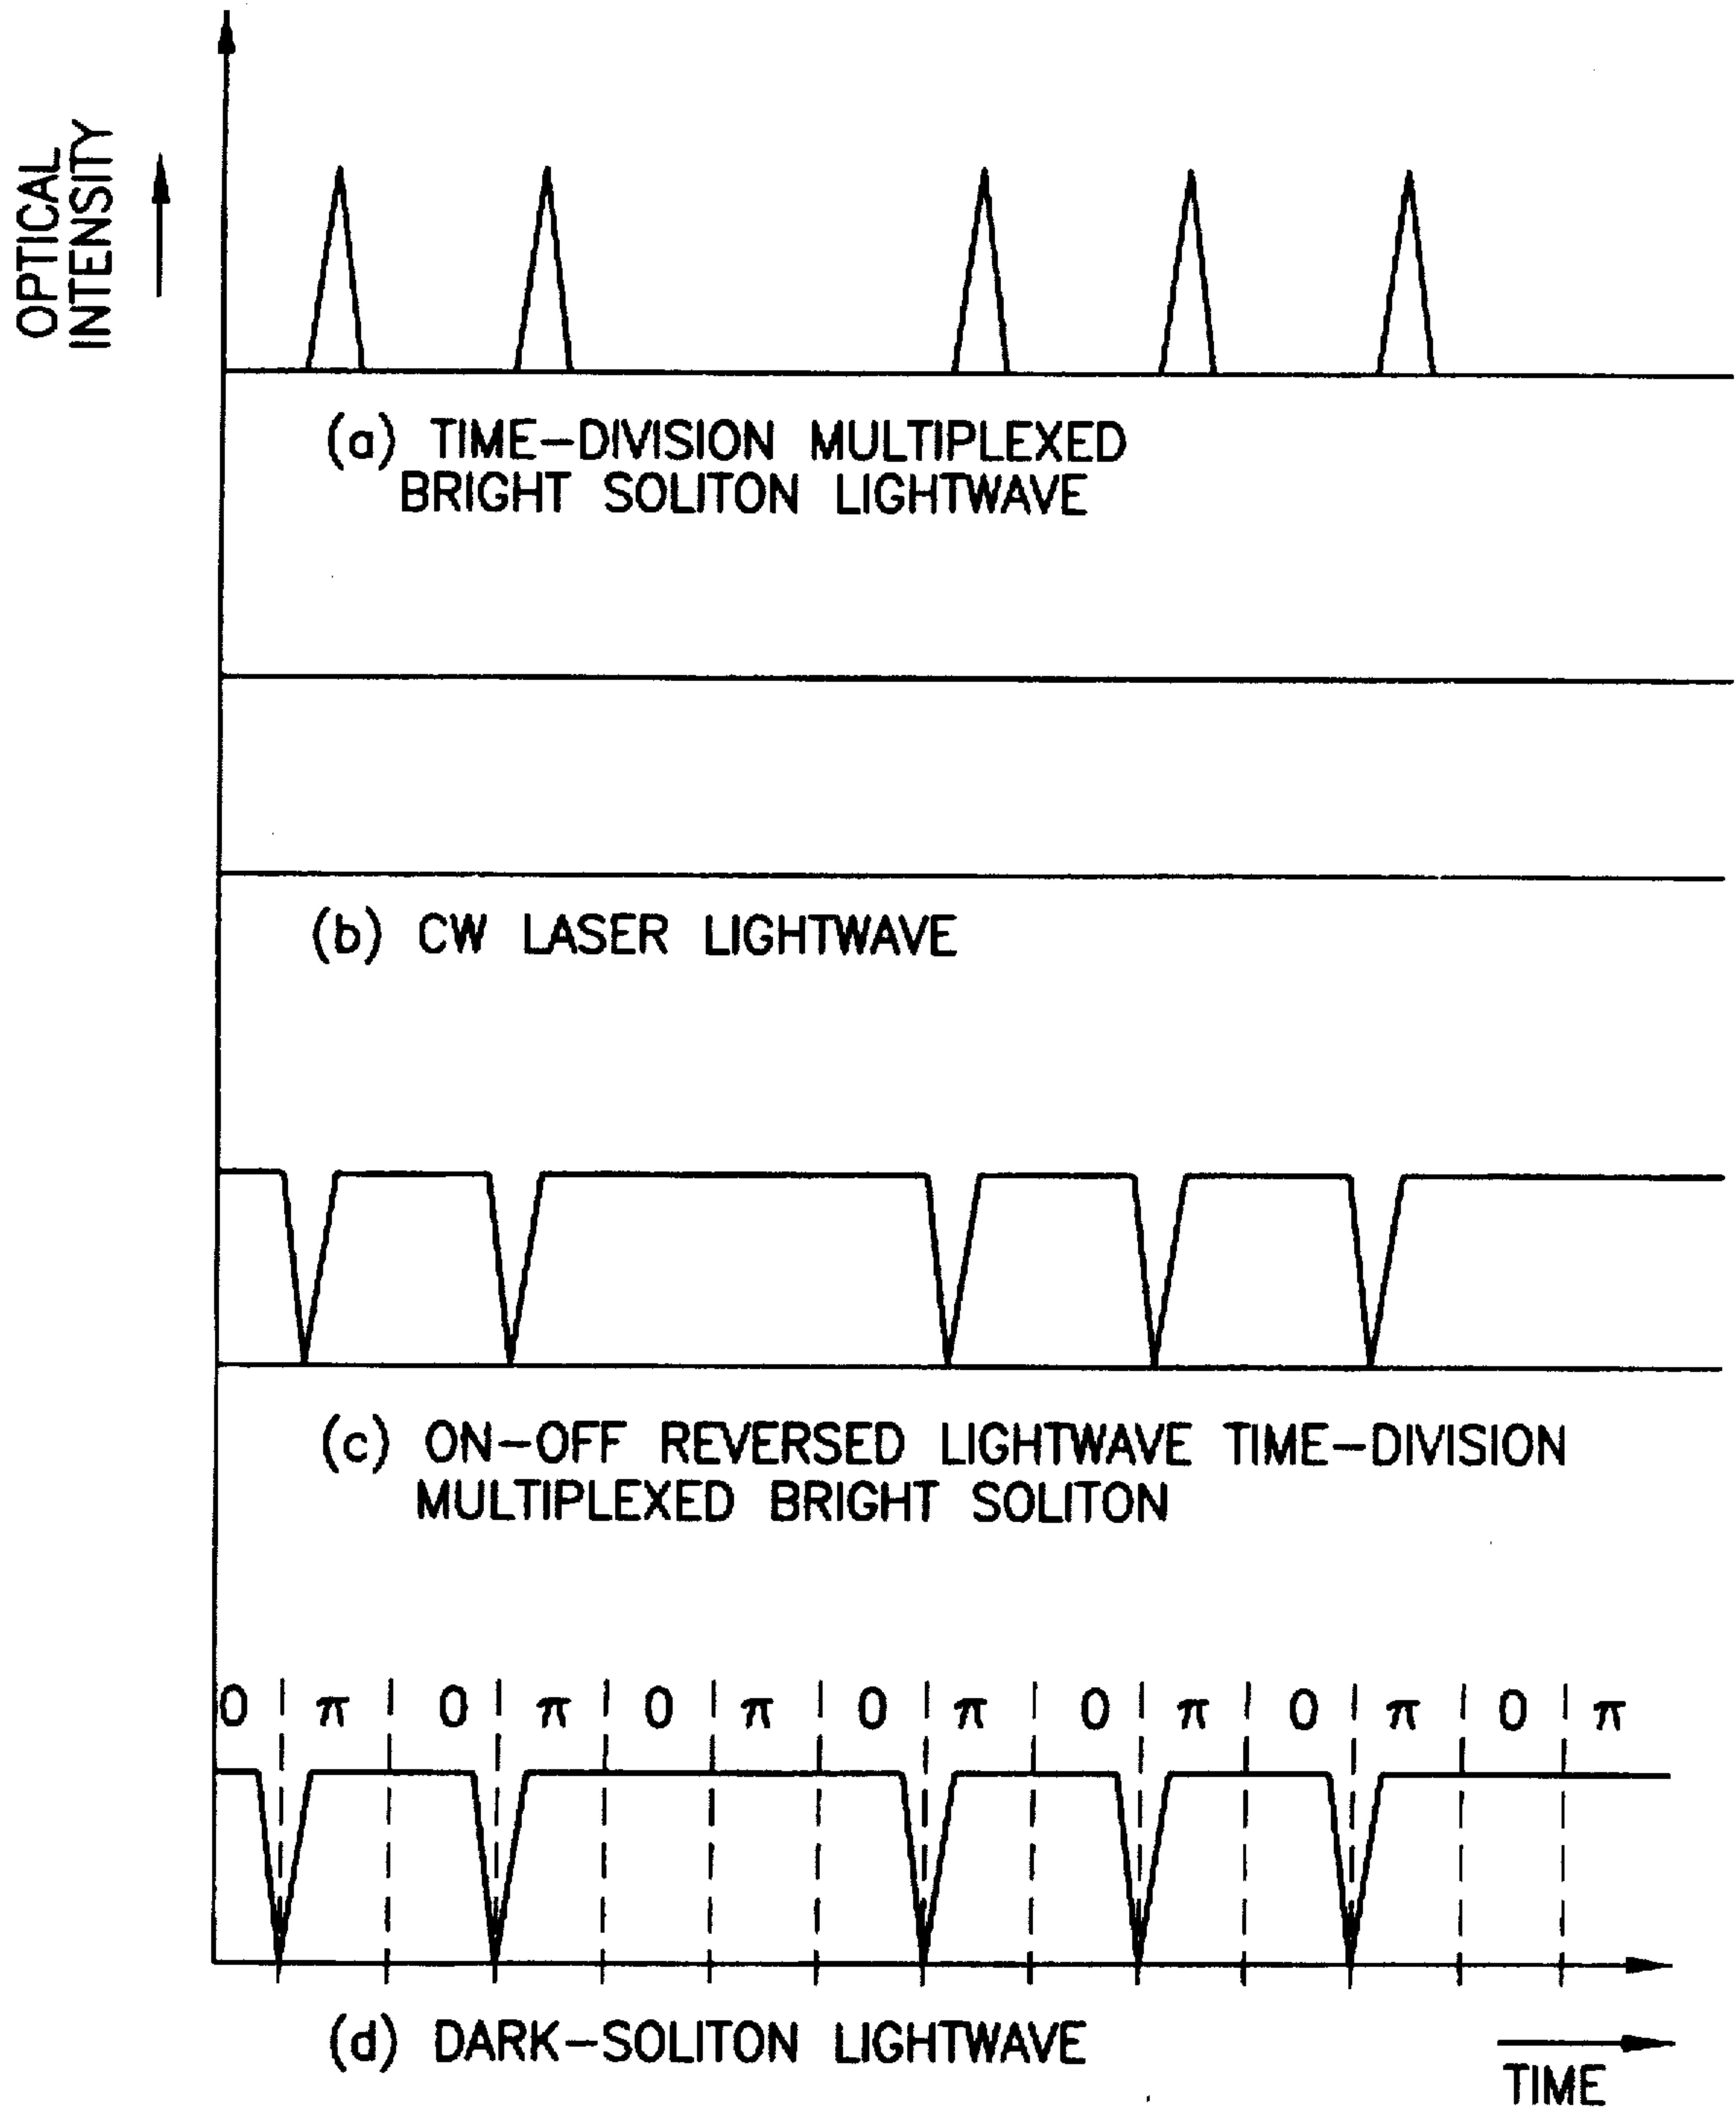 OPTICAL
INTENSITY
(a) TIME-DIVISION MULTIPLEXED
BRIGHT SOLITON LIGHTWAVE
(b) CW LASER LIGHTWAVE
(c) ON-OFF REVERSED LIGHTWAVE TIME-DIVISION
MULTIPLEXED BRIGHT SOLITON
0 π 0 π 0 π 0 π 0 π 0 π 0 π
(d) DARK-SOLITON LIGHTWAVE
TIME